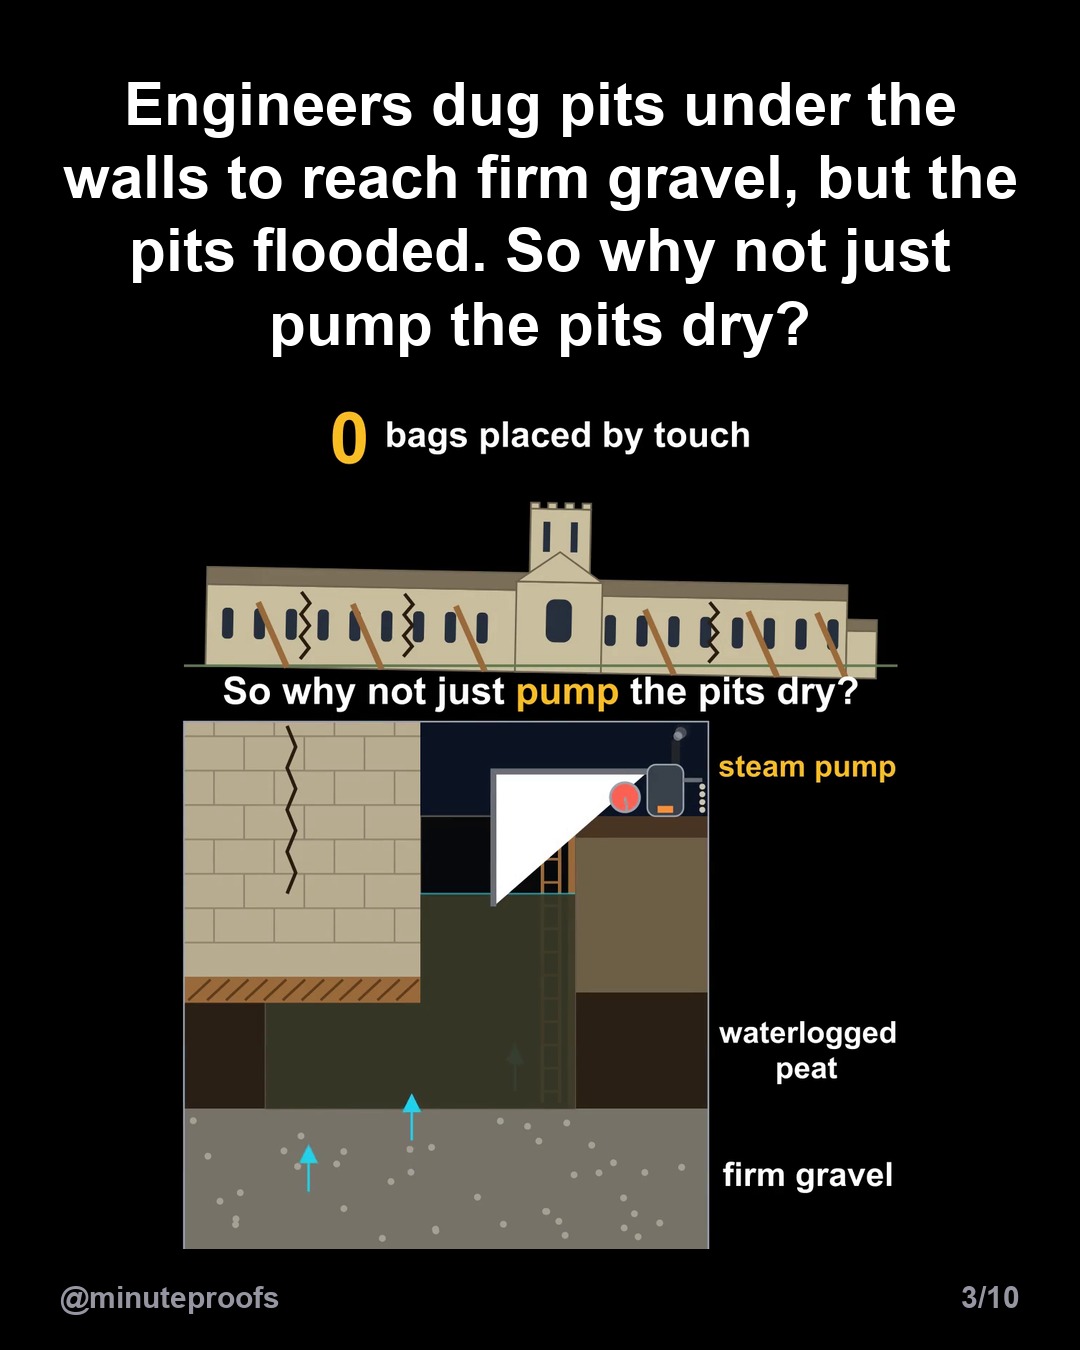 Engineers dug pits under the
walls to reach firm gravel, but the
pits flooded. So why not just
pump the pits dry?
0 bags placed by touch
So why not just pump the pits dry?
steam pump
waterlogged
peat
firm gravel
@minuteproofs
3/10